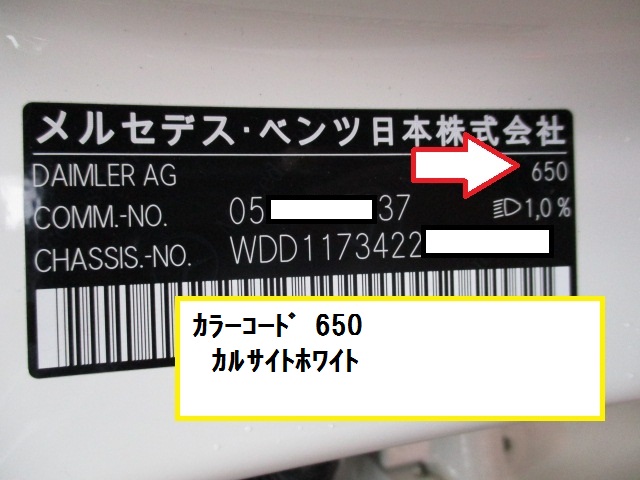 メルセデス・ベンツ日本株式会社
DAIMLER AG 650
COMM.-NO. 05 37 1,0 %
CHASSIS.-NO. WDD1173422
ｶﾗｰｺｰﾄﾞ 650
ｶﾙｻｲﾄﾎﾜｲﾄ